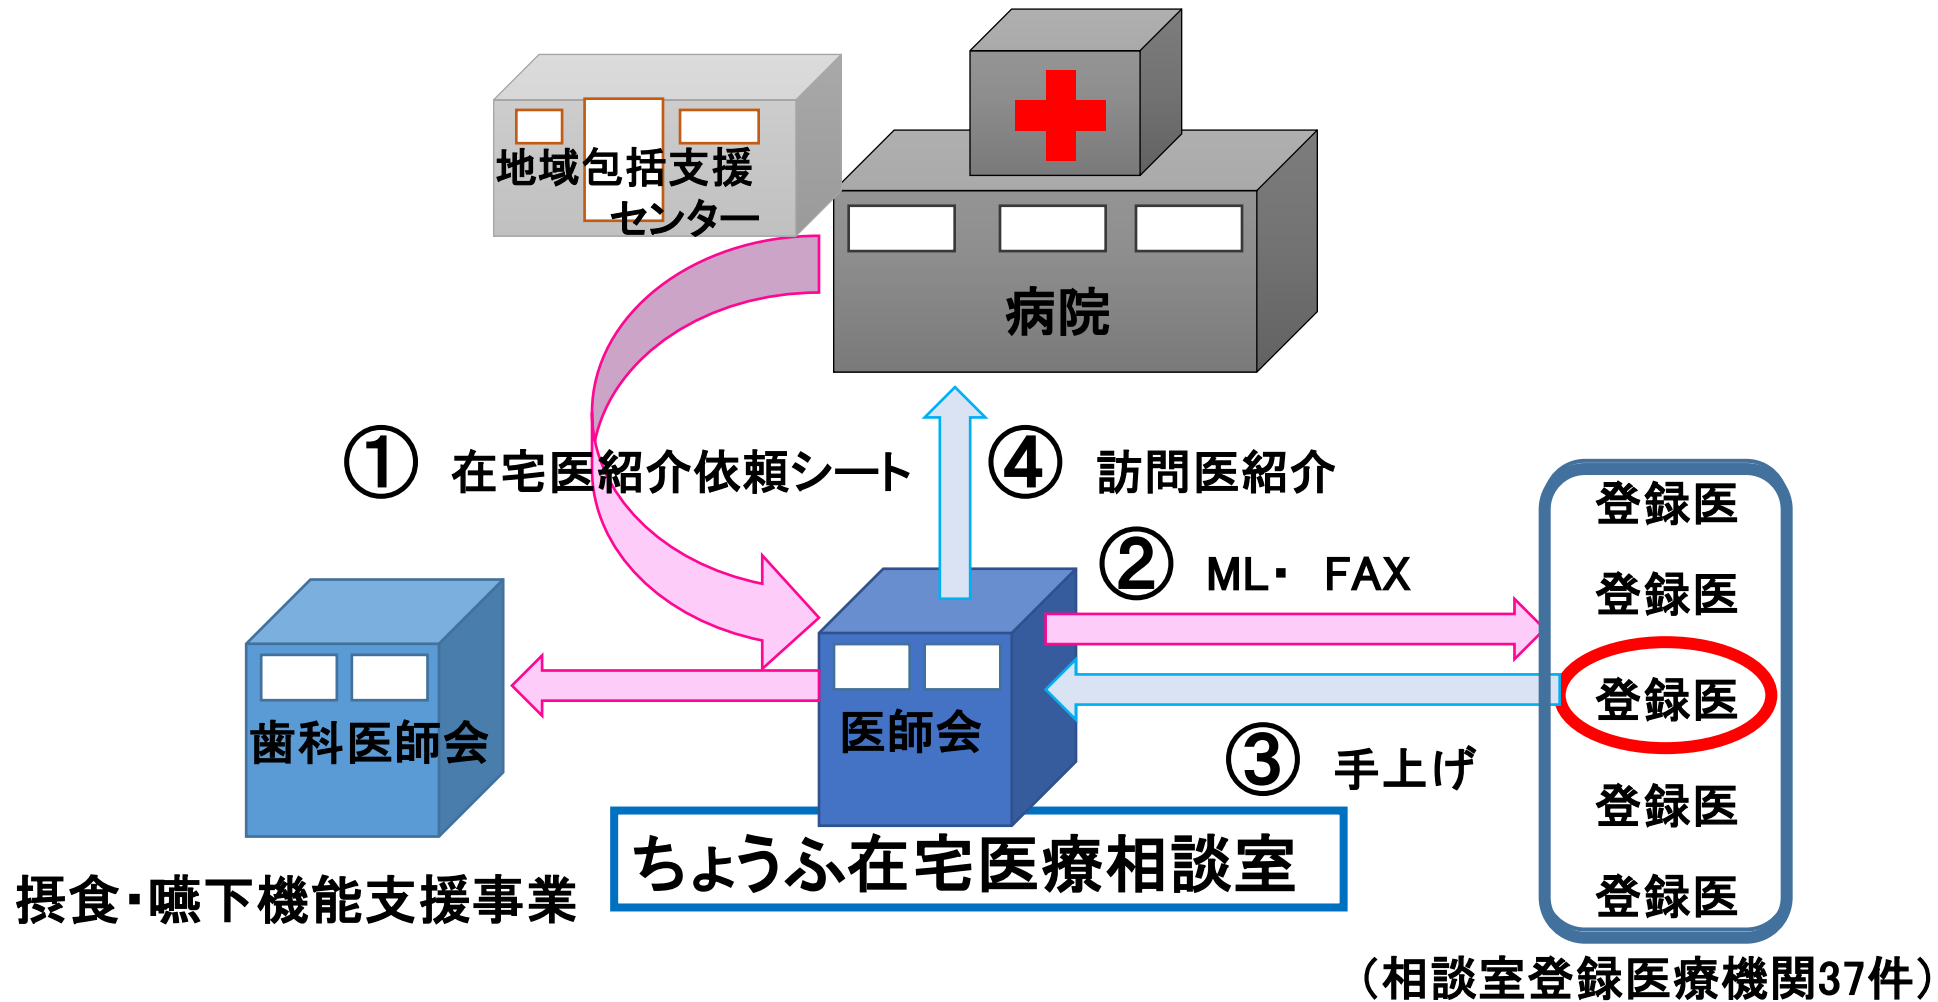 地域包括支援
センター
病院
① 在宅医紹介依頼シート
④ 訪問医紹介
② ML・ FAX
登録医
登録医
登録医
登録医
登録医
歯科医師会
医師会
③ 手上げ
ちょうふ在宅医療相談室
摂食・嚥下機能支援事業
（相談室登録医療機関37件）